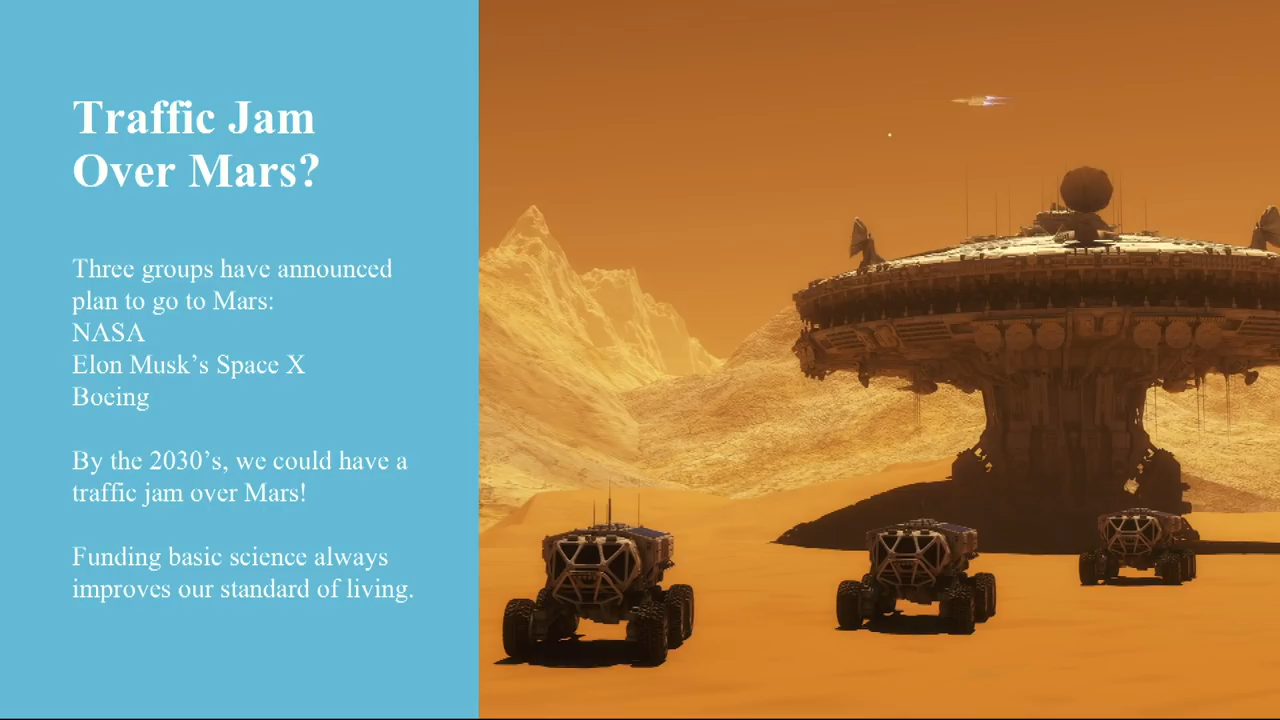 Traffic Jam
Over Mars?
Three groups have announced
plan to go to Mars:
NASA
Elon Musk’s Space X
Boeing
By the 2030’s, we could have a
traffic jam over Mars!
Funding basic science always
improves our standard of living.